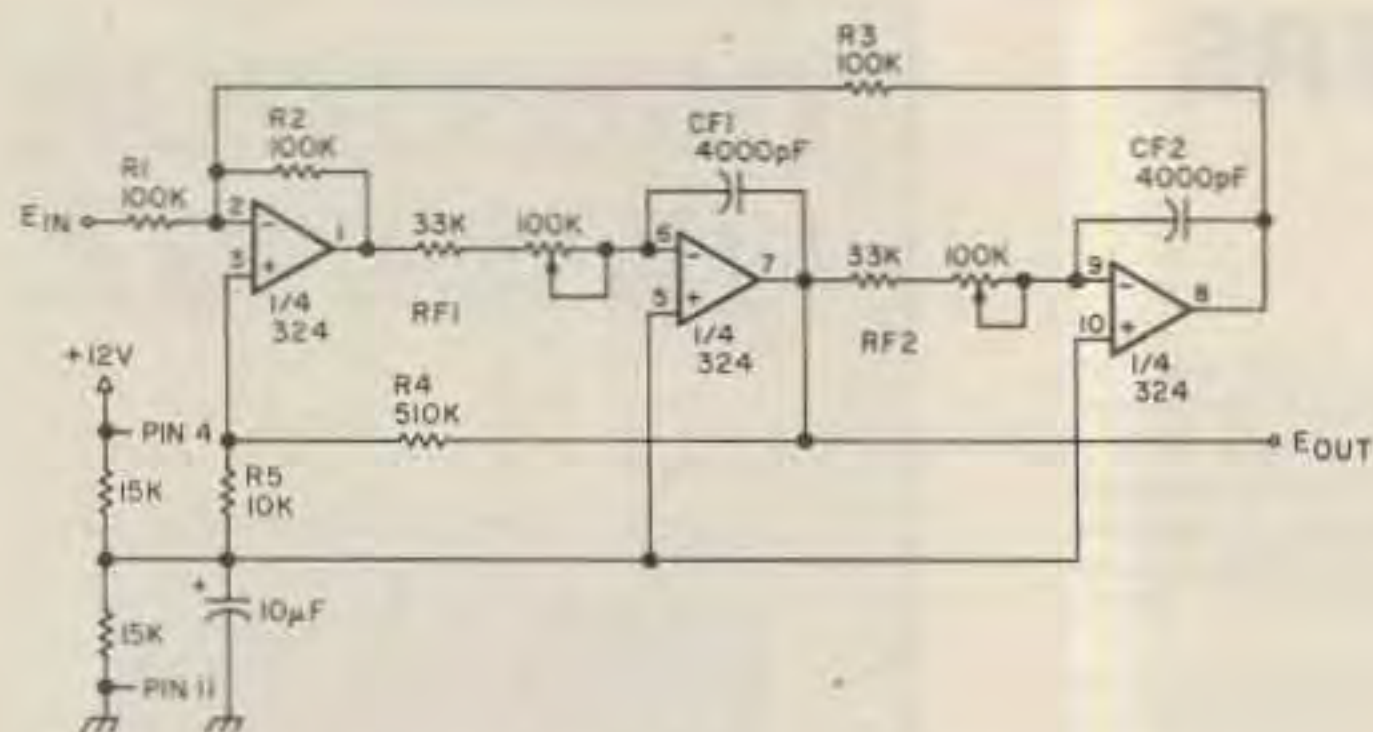 R3
100K
R2
100K
CF1
4000pF
CF2
4000pF
R1
100K
E IN
2
-
3
+
1
1/4
324
33K
100K
RF1
6
-
5
+
7
1/4
324
33K
100K
RF2
9
-
10
+
8
1/4
324
+12V
PIN 4
R4
510K
E OUT
15K
R5
10K
+
10µF
15K
PIN 11